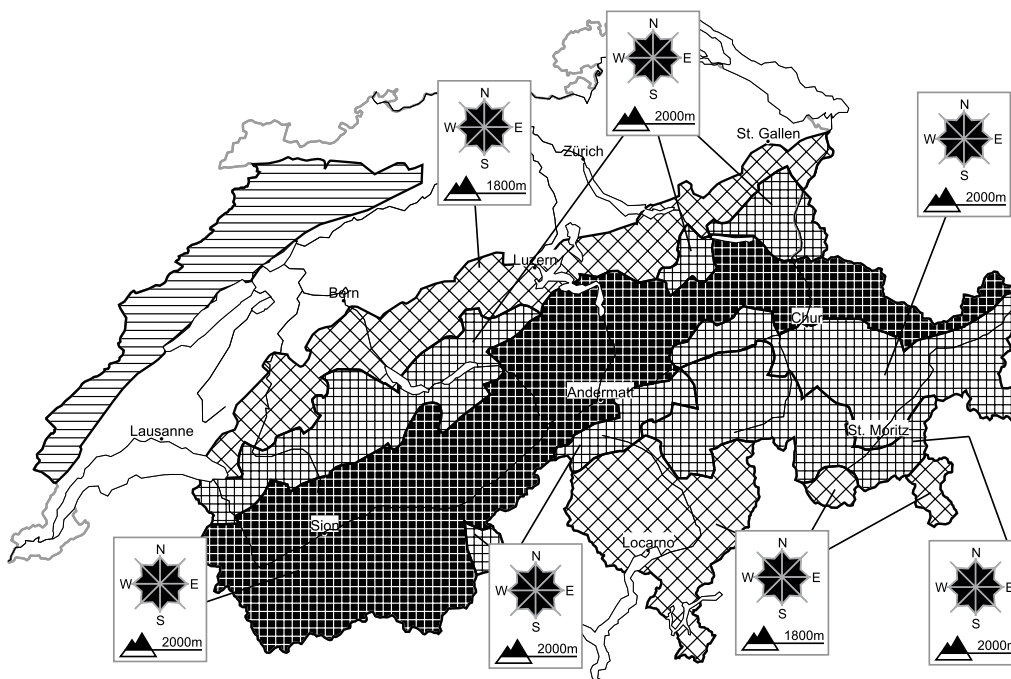 N
W E
S
2000m
N
W E
S
1800m
N
W E
S
2000m
St. Gallen
Zürich
Luzern
Bern
Chur
Andermatt
Lausanne
St. Moritz
Sion
Locarno
N
W E
S
2000m
N
W E
S
2000m
N
W E
S
1800m
N
W E
S
2000m